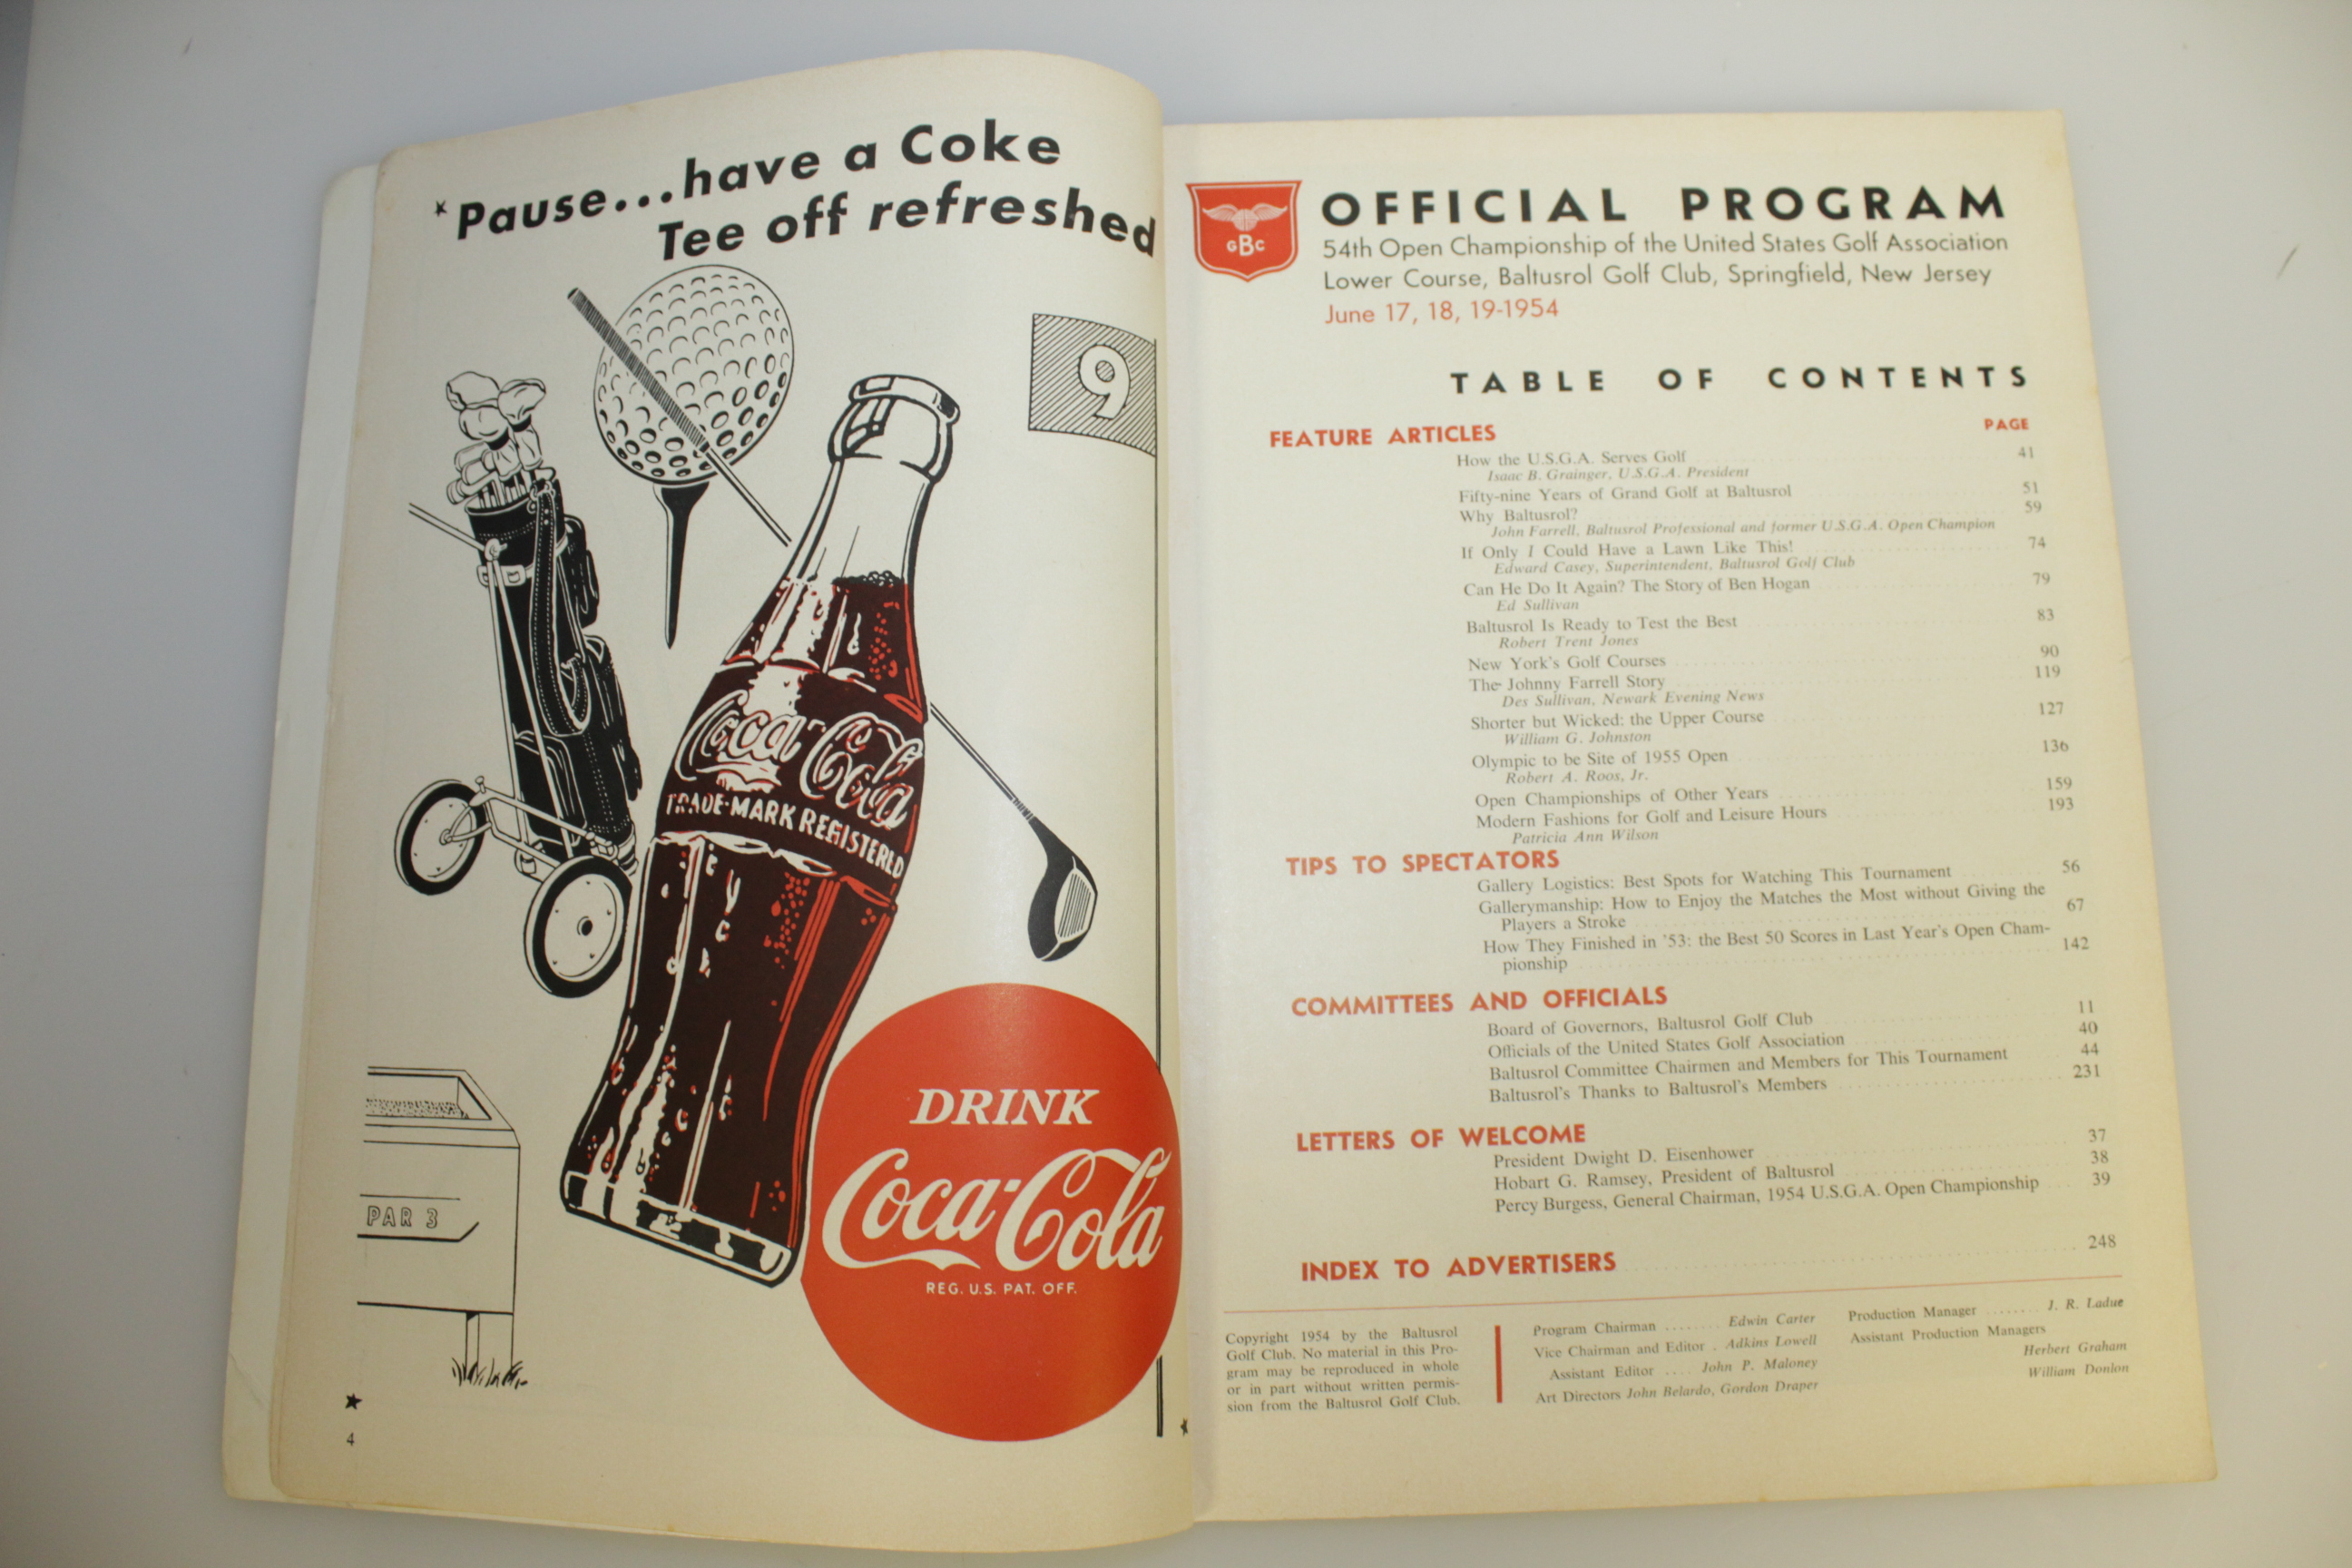 Pause...have a Coke
Tee off refreshed
9
Coca-Cola
TRADE-MARK REGISTERED
DRINK
Coca-Cola
REG. U.S. PAT. OFF.
PAR 3
4
GBC
OFFICIAL PROGRAM
54th Open Championship of the United States Golf Association
Lower Course, Baltusrol Golf Club, Springfield, New Jersey
June 17, 18, 19-1954
TABLE OF CONTENTS
PAGE
FEATURE ARTICLES
How the U.S.G.A. Serves Golf 41
Isaac B. Grainger, U.S.G.A. President
Fifty-nine Years of Grand Golf at Baltusrol 51
Why Baltusrol? 59
John Farrell, Baltusrol Professional and former U.S.G.A. Open Champion
If Only I Could Have a Lawn Like This! 74
Edward Casey, Superintendent, Baltusrol Golf Club
Can He Do It Again? The Story of Ben Hogan 79
Ed Sullivan
Baltusrol Is Ready to Test the Best 83
Robert Trent Jones
New York's Golf Courses 90
The Johnny Farrell Story 119
Des Sullivan, Newark Evening News
Shorter but Wicked: the Upper Course 127
William G. Johnston
Olympic to be Site of 1955 Open 136
Robert A. Roos, Jr.
Open Championships of Other Years 159
Modern Fashions for Golf and Leisure Hours 193
Patricia Ann Wilson
TIPS TO SPECTATORS
Gallery Logistics: Best Spots for Watching This Tournament 56
Gallerymanship: How to Enjoy the Matches the Most without Giving the
Players a Stroke 67
How They Finished in '53: the Best 50 Scores in Last Year's Open Cham-
pionship 142
COMMITTEES AND OFFICIALS
Board of Governors, Baltusrol Golf Club 11
Officials of the United States Golf Association 40
Baltusrol Committee Chairmen and Members for This Tournament 44
Baltusrol's Thanks to Baltusrol's Members 231
LETTERS OF WELCOME
President Dwight D. Eisenhower 37
Hobart G. Ramsey, President of Baltusrol 38
Percy Burgess, General Chairman, 1954 U.S.G.A. Open Championship 39
INDEX TO ADVERTISERS 248
Copyright 1954 by the Baltusrol
Golf Club. No material in this Pro-
gram may be reproduced in whole
or in part without written permis-
sion from the Baltusrol Golf Club.
Program Chairman ........ Edwin Carter
Vice Chairman and Editor . Adkins Lowell
Assistant Editor .... John P. Maloney
Art Directors John Belardo, Gordon Draper
Production Manager ........ J. R. Ladue
Assistant Production Managers
Herbert Graham
William Donlon